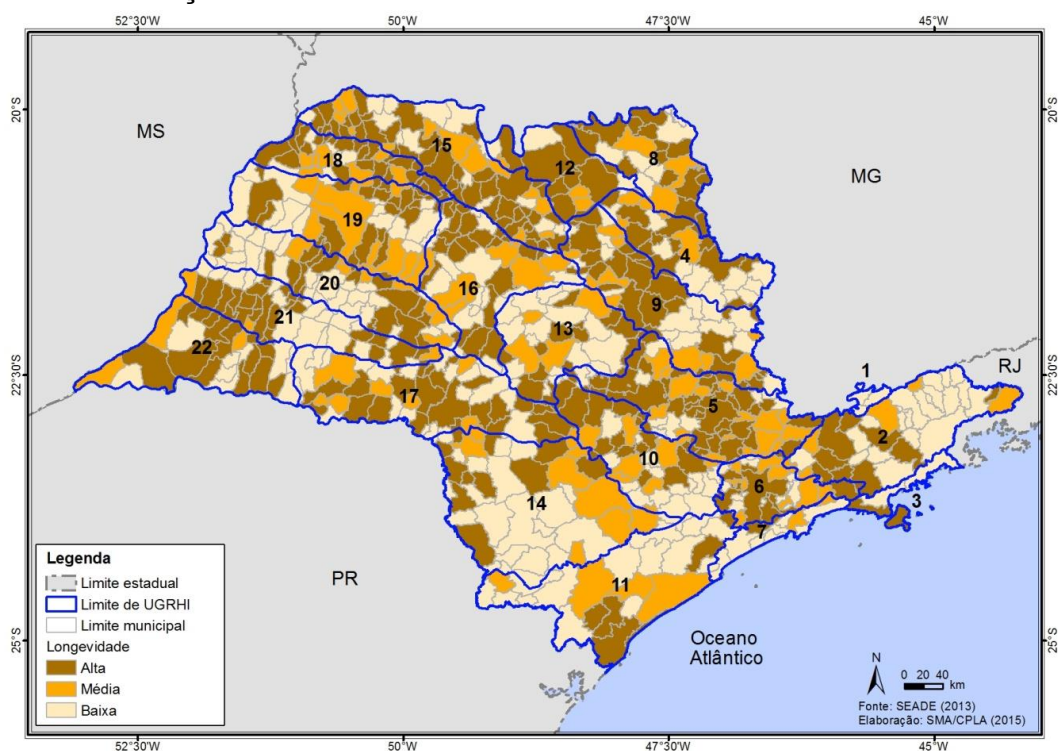 52°30'W
50°W
47°30'W
45°W
20°S
20°S
MS
MG
15
12
8
18
19
4
20
16
9
21
13
22
1
RJ
22°30'S
22°30'S
17
5
2
10
6
3
14
7
11
PR
Oceano
Atlântico
25°S
25°S
Legenda
Limite estadual
Limite de UGRHI
Limite municipal
Longevidade
Alta
Média
Baixa
N
0 20 40
km
Fonte: SEADE (2013)
Elaboração: SMA/CPLA (2015)
52°30'W
50°W
47°30'W
45°W